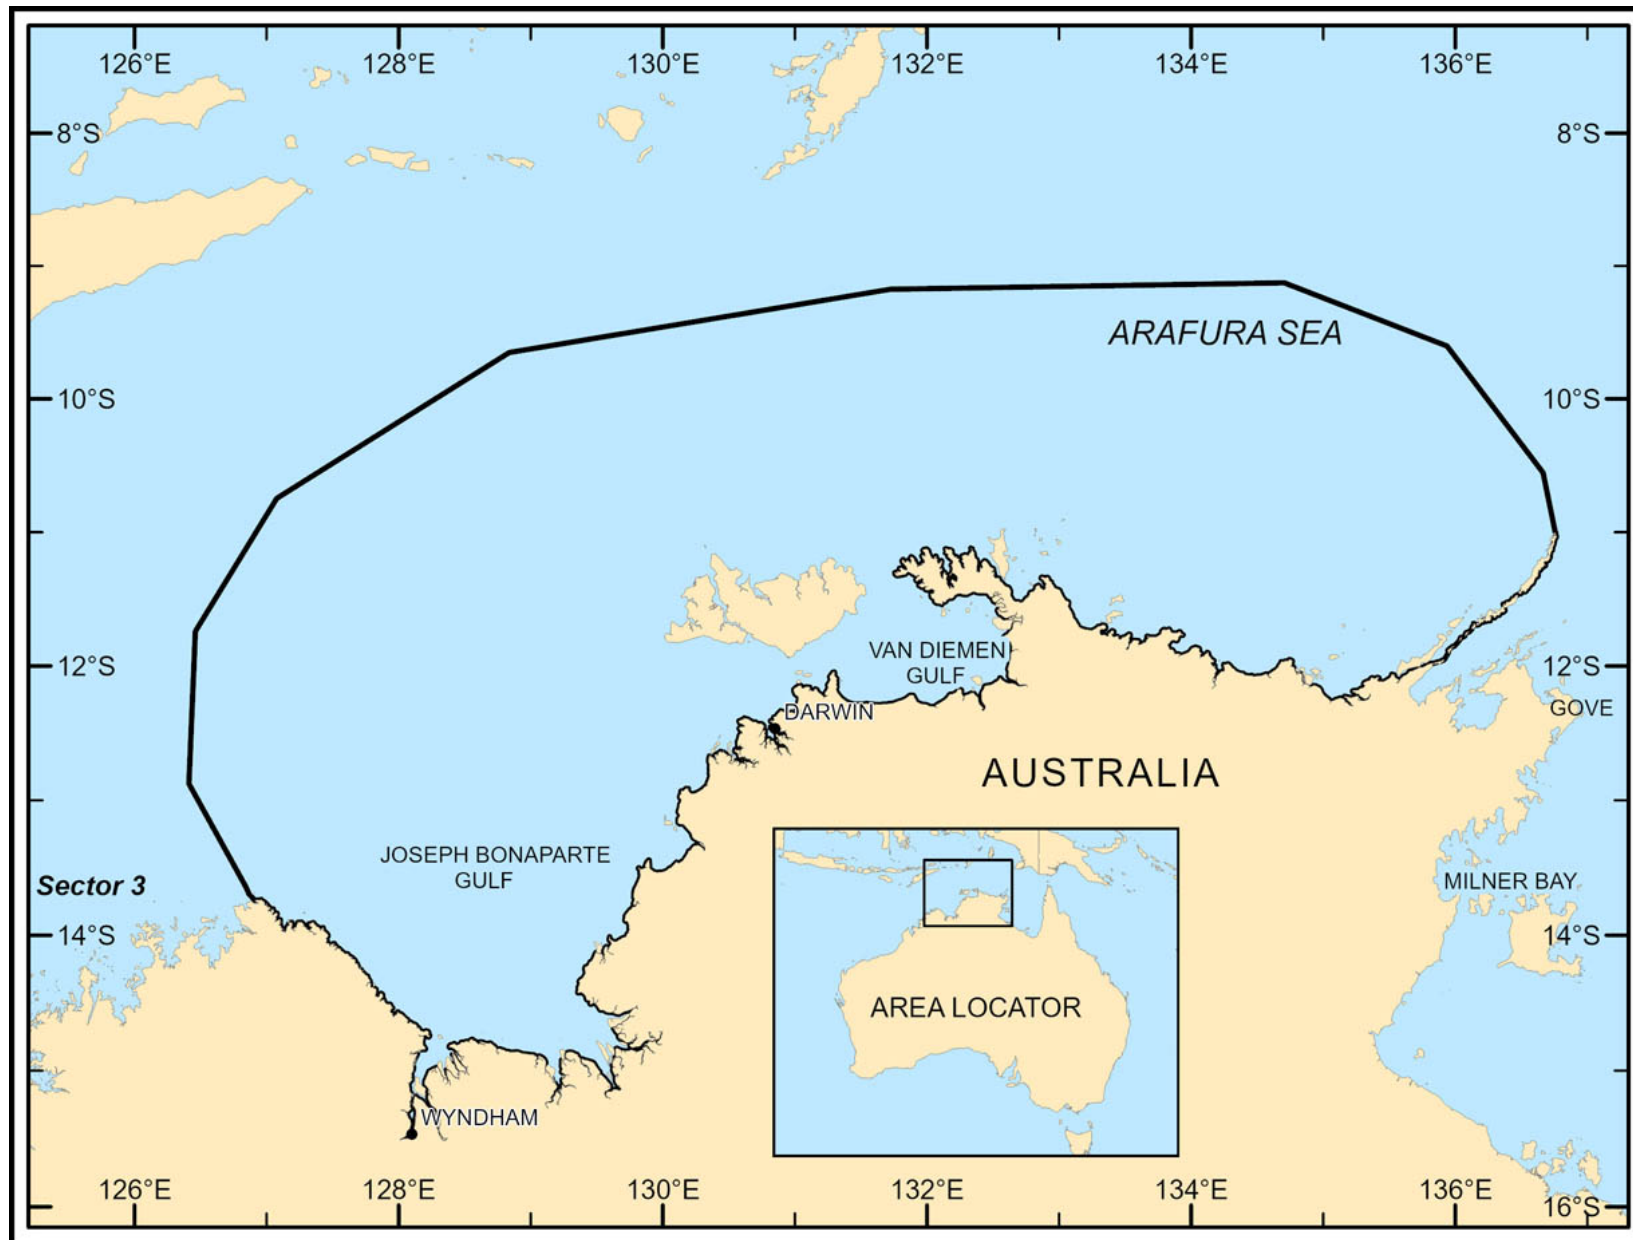 126°E 128°E 130°E 132°E 134°E 136°E
8°S 8°S
ARAFURA SEA
10°S 10°S
VAN DIEMEN
GULF
12°S 12°S
GOVE
DARWIN
AUSTRALIA
JOSEPH BONAPARTE
GULF
Sector 3
MILNER BAY
14°S 14°S
AREA LOCATOR
WYNDHAM
126°E 128°E 130°E 132°E 134°E 136°E
16°S